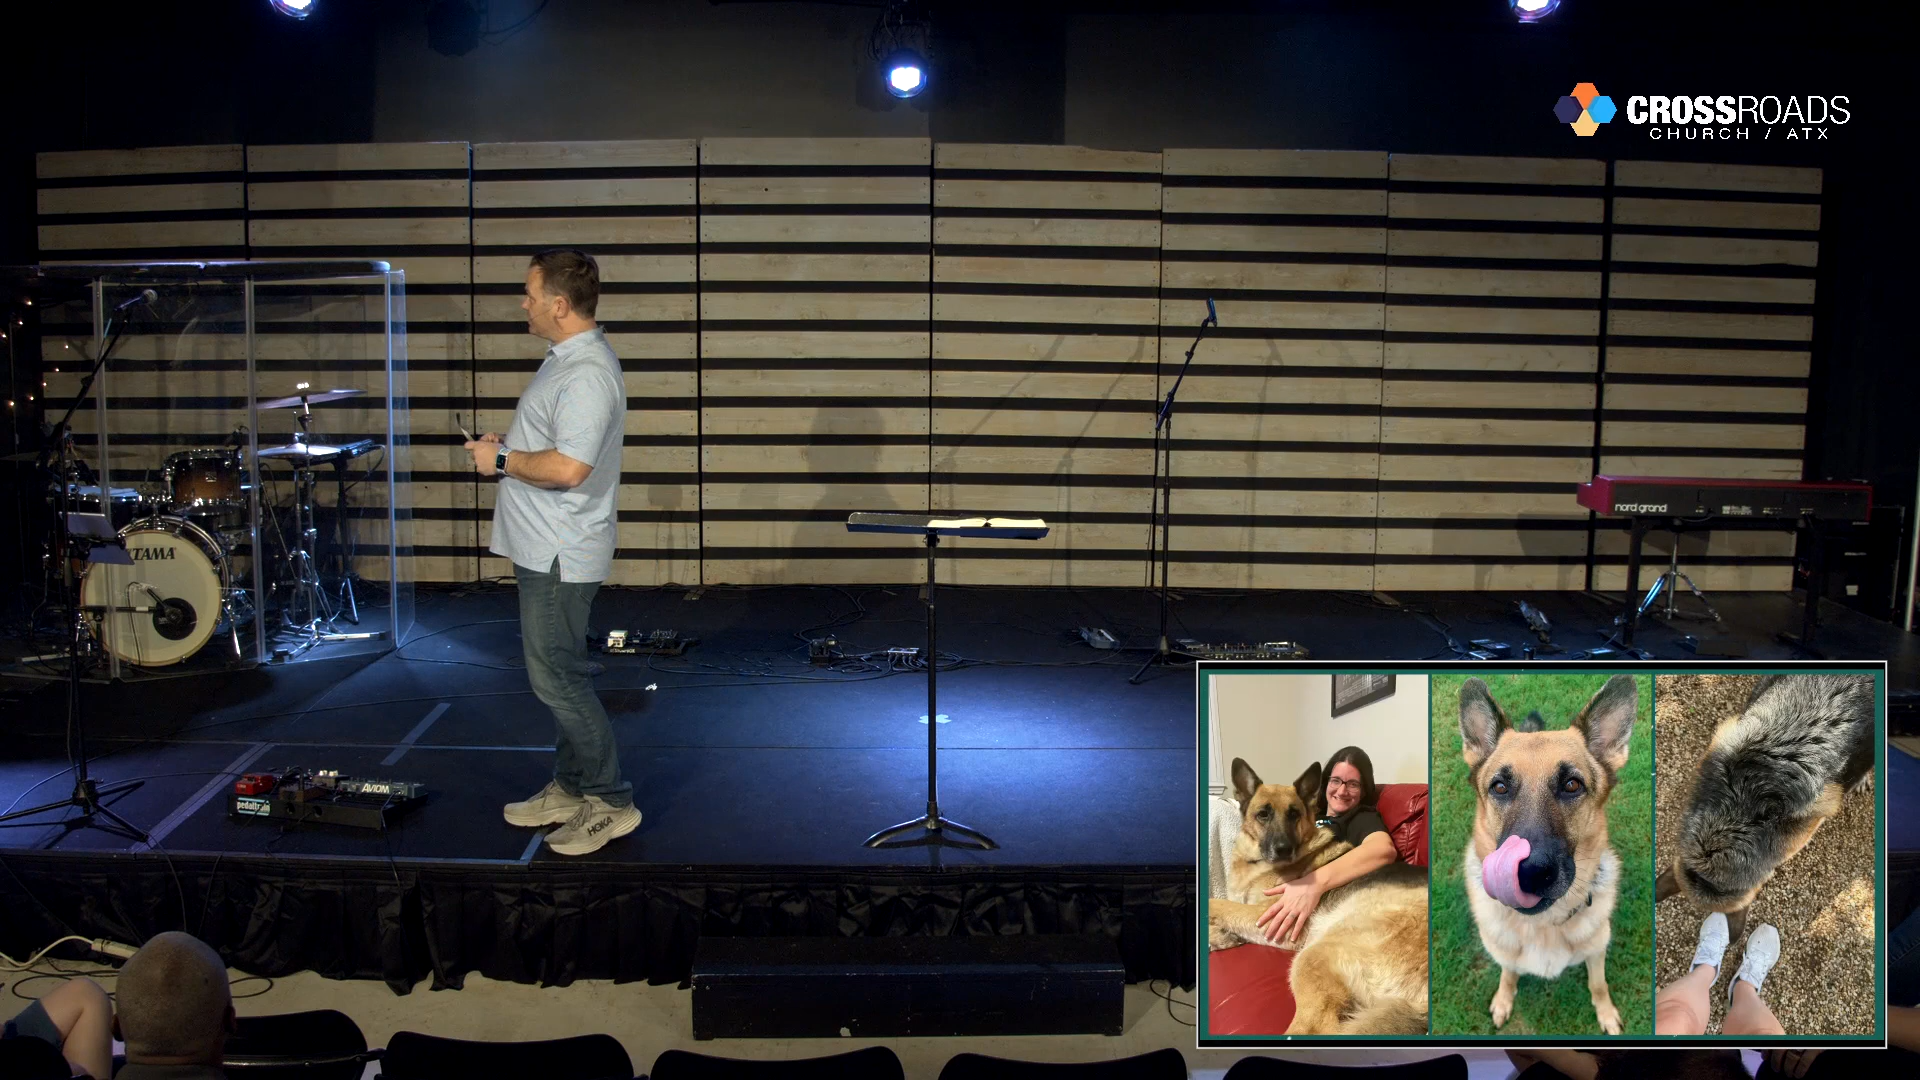 CROSSROADS
CHURCH / ATX
nord grand
TAMA
AVIOM
pedaltrain
HOKA